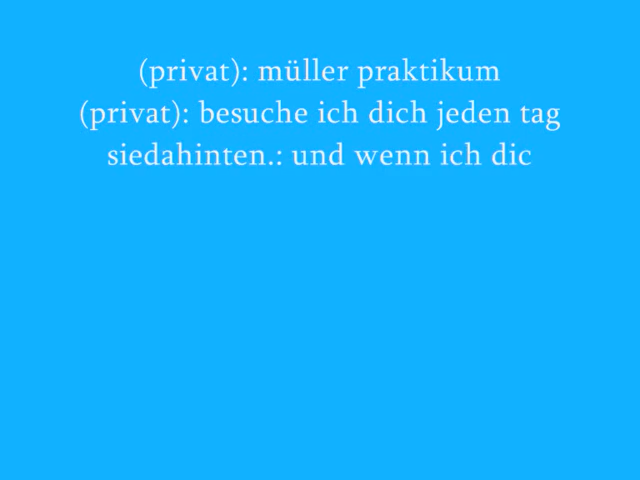 (privat): müller praktikum
(privat): besuche ich dich jeden tag
siedahinten.: und wenn ich dic